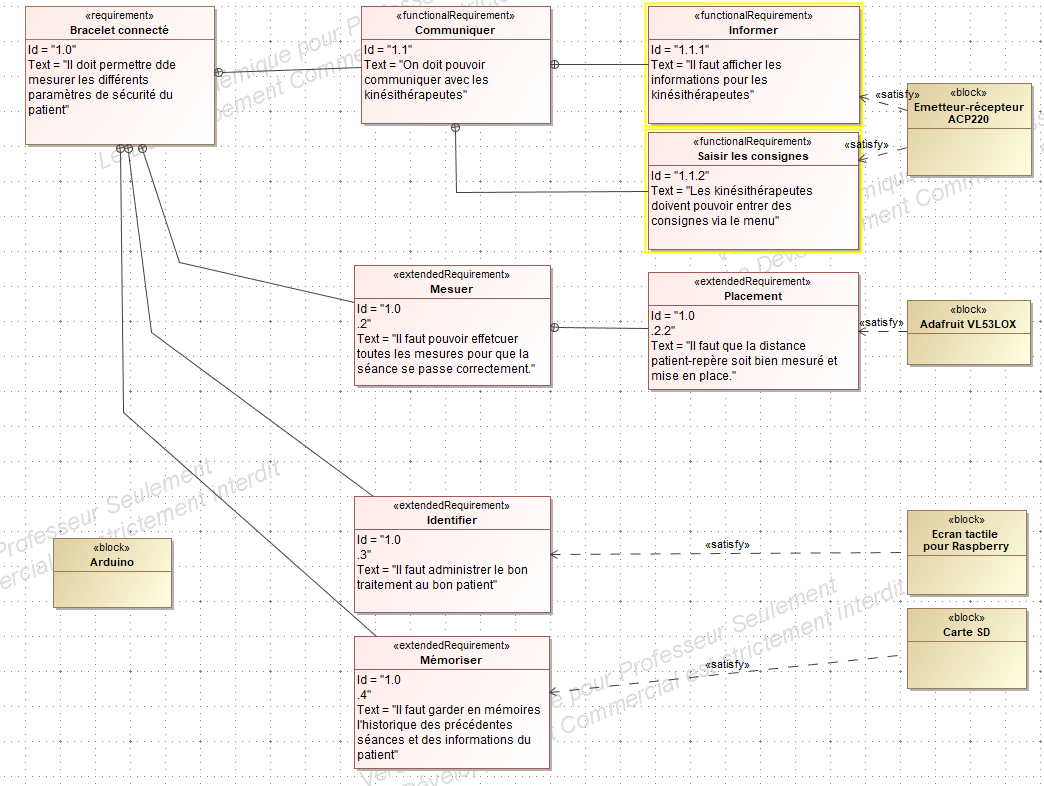 «requirement»
Bracelet connecté
Id = "1.0"
Text = "Il doit permettre dde
mesurer les différents
paramètres de sécurité du
patient"
«functionalRequirement»
Communiquer
Id = "1.1"
Text = "On doit pouvoir
communiquer avec les
kinésithérapeutes"
«functionalRequirement»
Informer
Id = "1.1.1"
Text = "Il faut afficher les
informations pour les
kinésithérapeutes"
«satisfy»
«block»
Emetteur-récepteur
ACP220
«functionalRequirement»
Saisir les consignes
Id = "1.1.2"
Text = "Les kinésithérapeutes
doivent pouvoir entrer des
consignes via le menu"
«satisfy»
«extendedRequirement»
Mesuer
Id = "1.0
.2"
Text = "Il faut pouvoir effetcuer
toutes les mesures pour que la
séance se passe correctement."
«extendedRequirement»
Placement
Id = "1.0
.2.2"
Text = "Il faut que la distance
patient-repère soit bien mesuré et
mise en place."
«satisfy»
«block»
Adafruit VL53LOX
«extendedRequirement»
Identifier
Id = "1.0
.3"
Text = "Il faut administrer le bon
traitement au bon patient"
«satisfy»
«block»
Ecran tactile
pour Raspberry
«block»
Arduino
«extendedRequirement»
Mémoriser
Id = "1.0
.4"
Text = "Il faut garder en mémoires
l'historique des précédentes
séances et des informations du
patient"
«satisfy»
«block»
Carte SD
Professeur Seulement
strictement interdit
pour Professeur Seulement
Commercial est strictement interdit